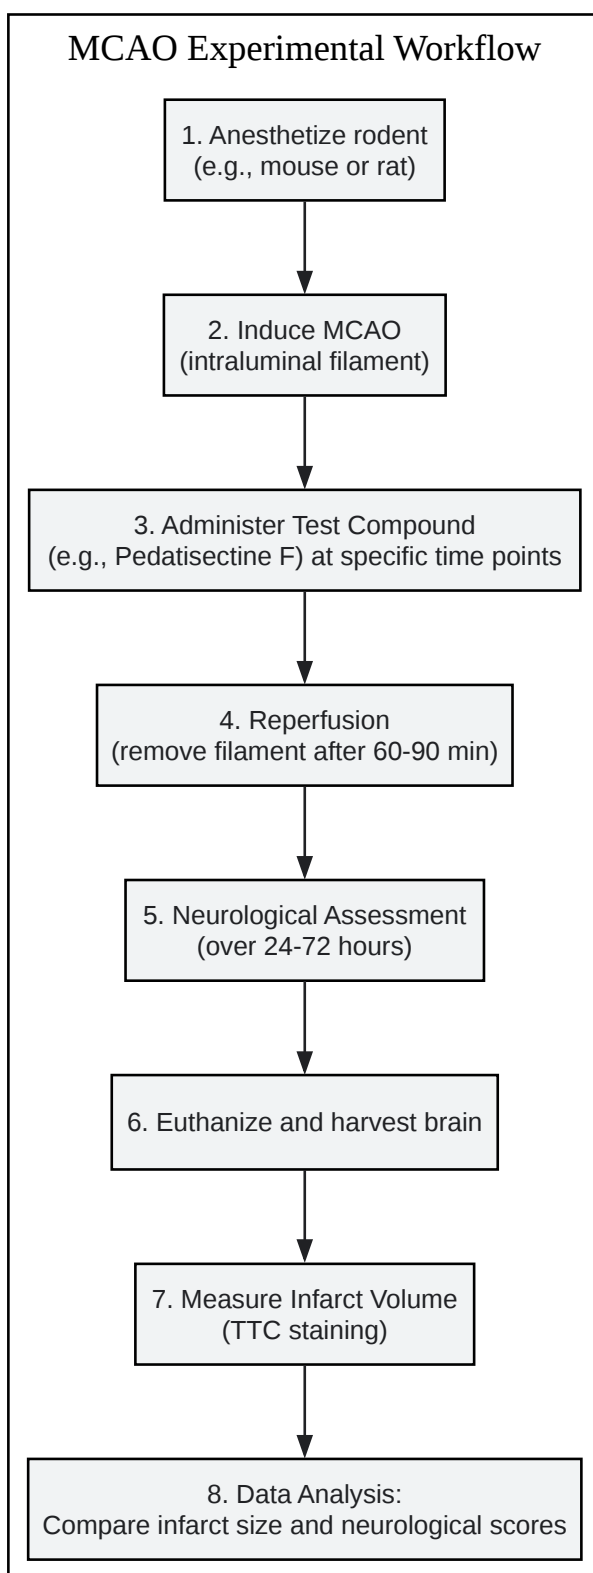 MCAO Experimental Workflow
1. Anesthetize rodent
(e.g., mouse or rat)
2. Induce MCAO
(intraluminal filament)
3. Administer Test Compound
(e.g., Pedatisectine F) at specific time points
4. Reperfusion
(remove filament after 60-90 min)
5. Neurological Assessment
(over 24-72 hours)
6. Euthanize and harvest brain
7. Measure Infarct Volume
(TTC staining)
8. Data Analysis:
Compare infarct size and neurological scores